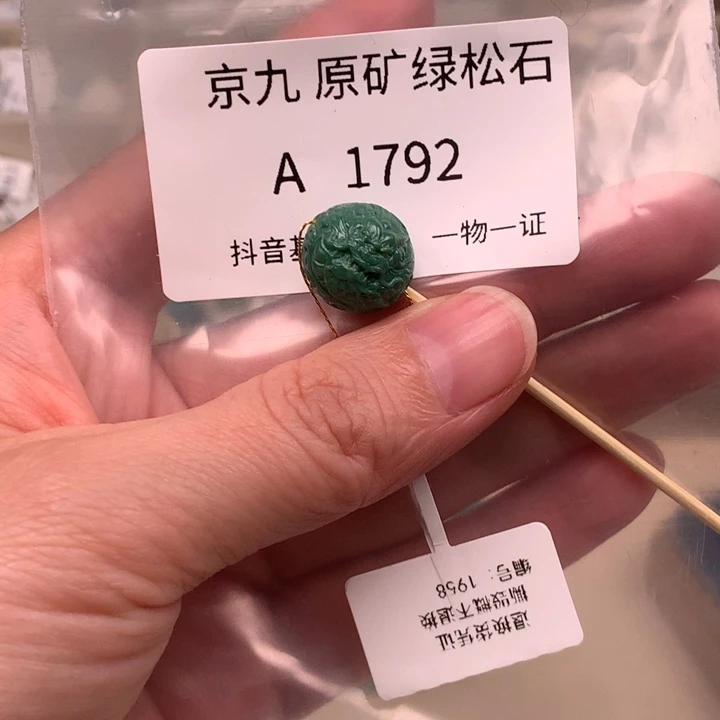 京九 原矿绿松石
A 1792
抖音基 一物一证
编号: 1958
撕毁概不退换
退换货凭证